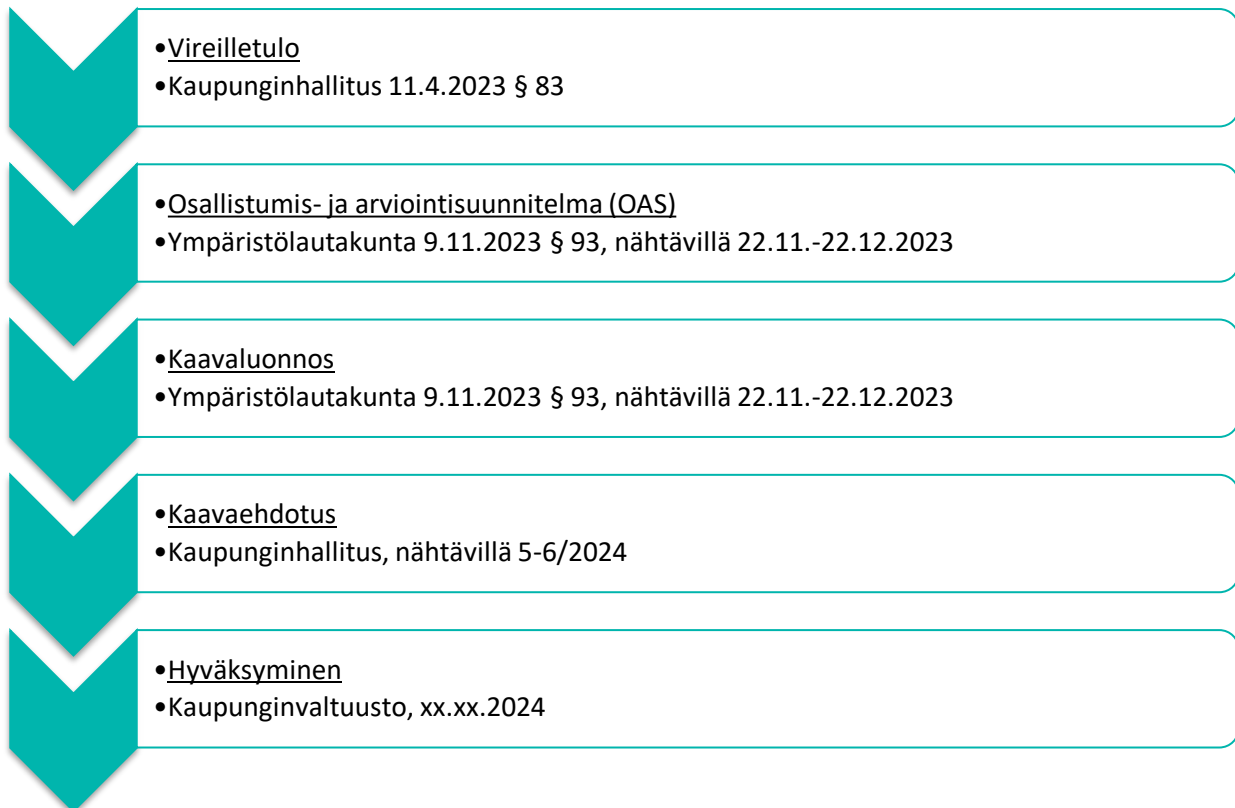 •Vireilletulo
•Kaupunginhallitus 11.4.2023 § 83
•Osallistumis- ja arviointisuunnitelma (OAS)
•Ympäristölautakunta 9.11.2023 § 93, nähtävillä 22.11.-22.12.2023
•Kaavaluonnos
•Ympäristölautakunta 9.11.2023 § 93, nähtävillä 22.11.-22.12.2023
•Kaavaehdotus
•Kaupunginhallitus, nähtävillä 5-6/2024
•Hyväksyminen
•Kaupunginvaltuusto, xx.xx.2024